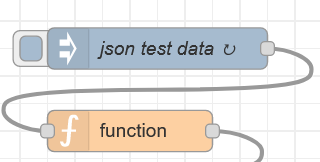 json test data ↻
function